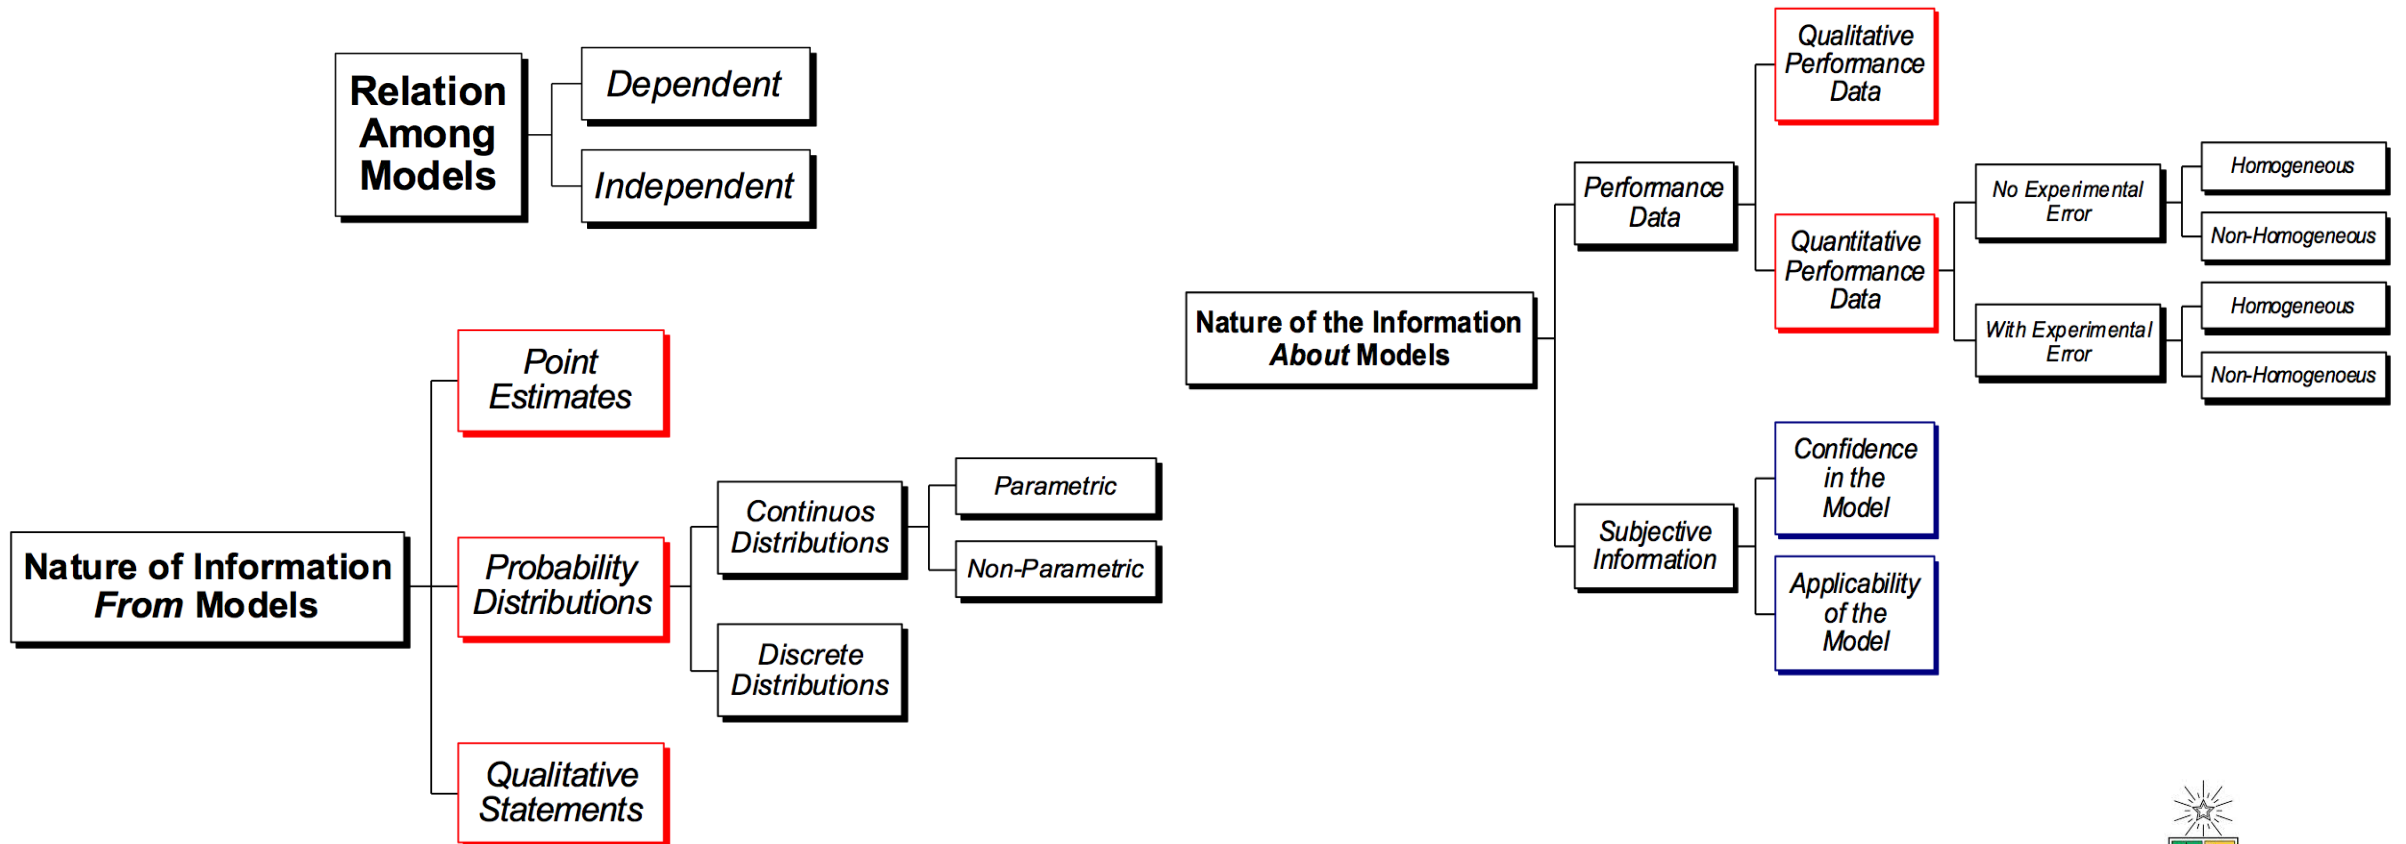 Relation
Among
Models
Dependent
Independent
Nature of Information
From Models
Point
Estimates
Probability
Distributions
Qualitative
Statements
Continuos
Distributions
Discrete
Distributions
Parametric
Non-Parametric
Nature of the Information
About Models
Performance
Data
Subjective
Information
Qualitative
Performance
Data
Quantitative
Performance
Data
Confidence
in the
Model
Applicability
of the
Model
No Experimental
Error
With Experimental
Error
Homogeneous
Non-Homogeneous
Homogeneous
Non-Homogenoeus